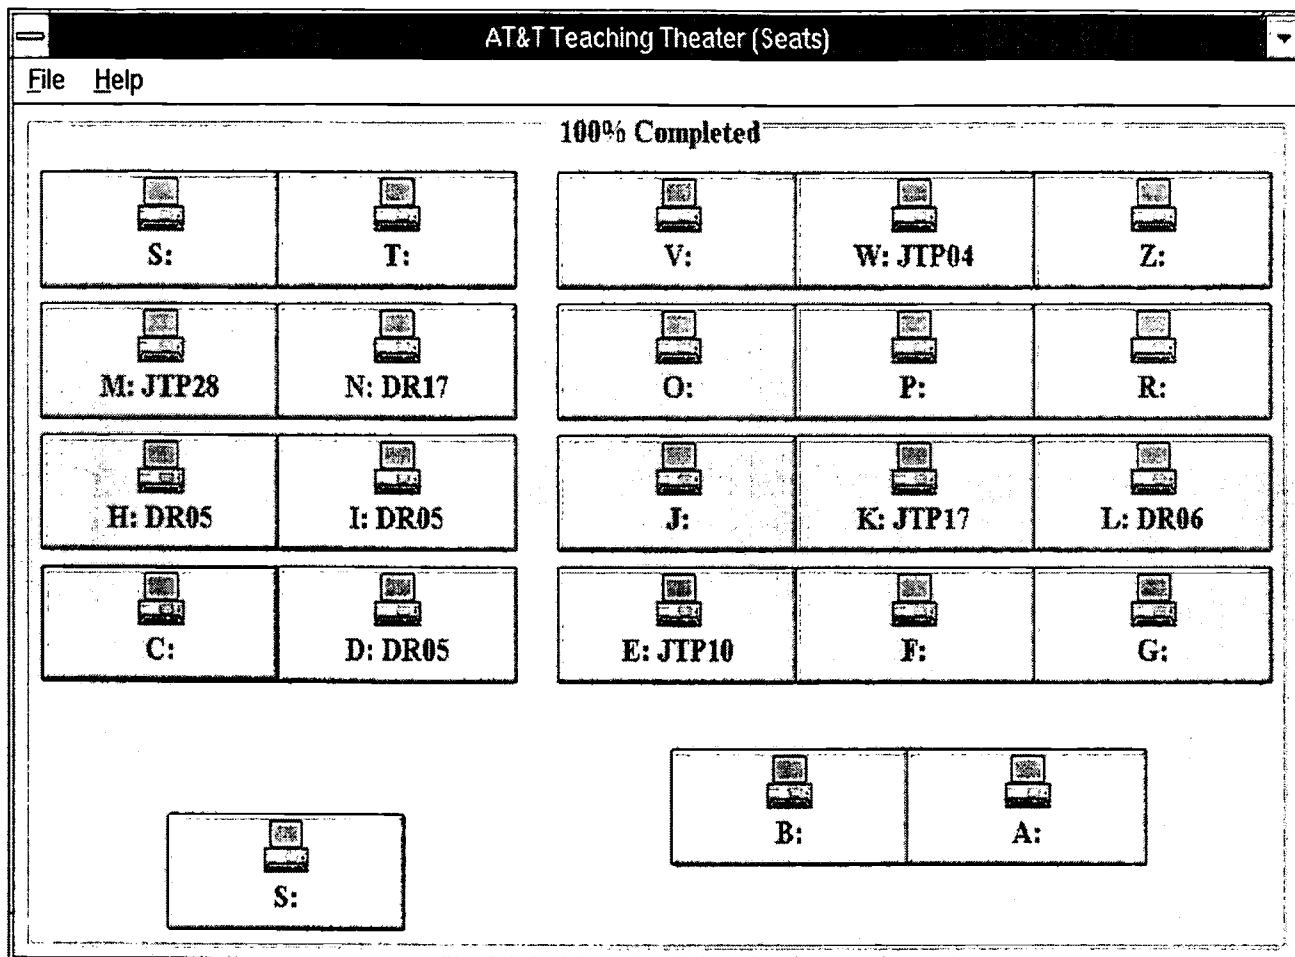 AT&T Teaching Theater (Seats)
File Help
100% Completed
S: T: V: W: JTP04 Z:
M: JTP28 N: DR17 O: P: R:
H: DR05 I: DR05 J: K: JTP17 L: DR06
C: D: DR05 E: JTP10 F: G:
B: A:
S: